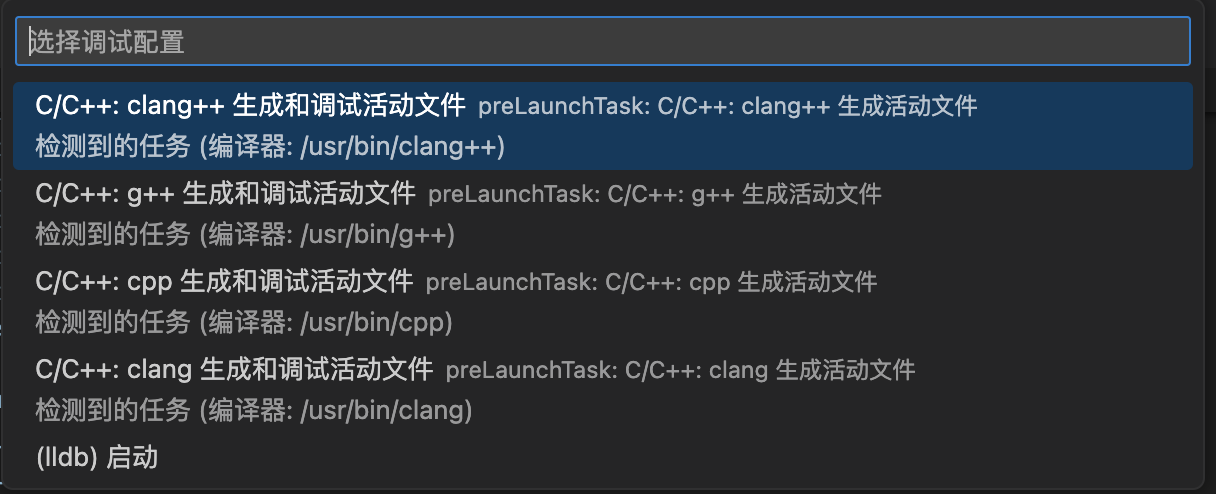 选择调试配置
C/C++: clang++ 生成和调试活动文件 preLaunchTask: C/C++: clang++ 生成活动文件
检测到的任务 (编译器: /usr/bin/clang++)
C/C++: g++ 生成和调试活动文件 preLaunchTask: C/C++: g++ 生成活动文件
检测到的任务 (编译器: /usr/bin/g++)
C/C++: cpp 生成和调试活动文件 preLaunchTask: C/C++: cpp 生成活动文件
检测到的任务 (编译器: /usr/bin/cpp)
C/C++: clang 生成和调试活动文件 preLaunchTask: C/C++: clang 生成活动文件
检测到的任务 (编译器: /usr/bin/clang)
(lldb) 启动